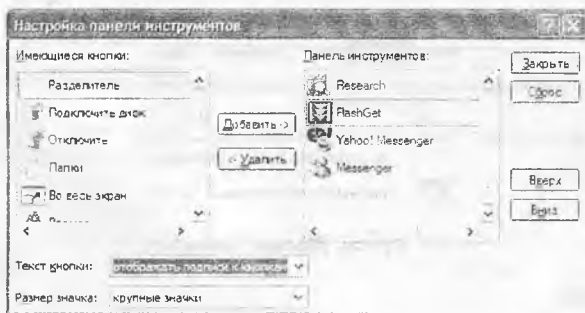 Настройка панели инструментов
Имеющиеся кнопки:
Разделитель
Подключить диск
Отключить
Папки
Во весь экран
Добавить ->
<- Удалить
Панель инструментов:
Research
FlashGet
Yahoo! Messenger
Messenger
Закрыть
Сброс
Вверх
Вниз
Текст кнопки: отображать подписи к кнопкам
Размер значка: крупные значки